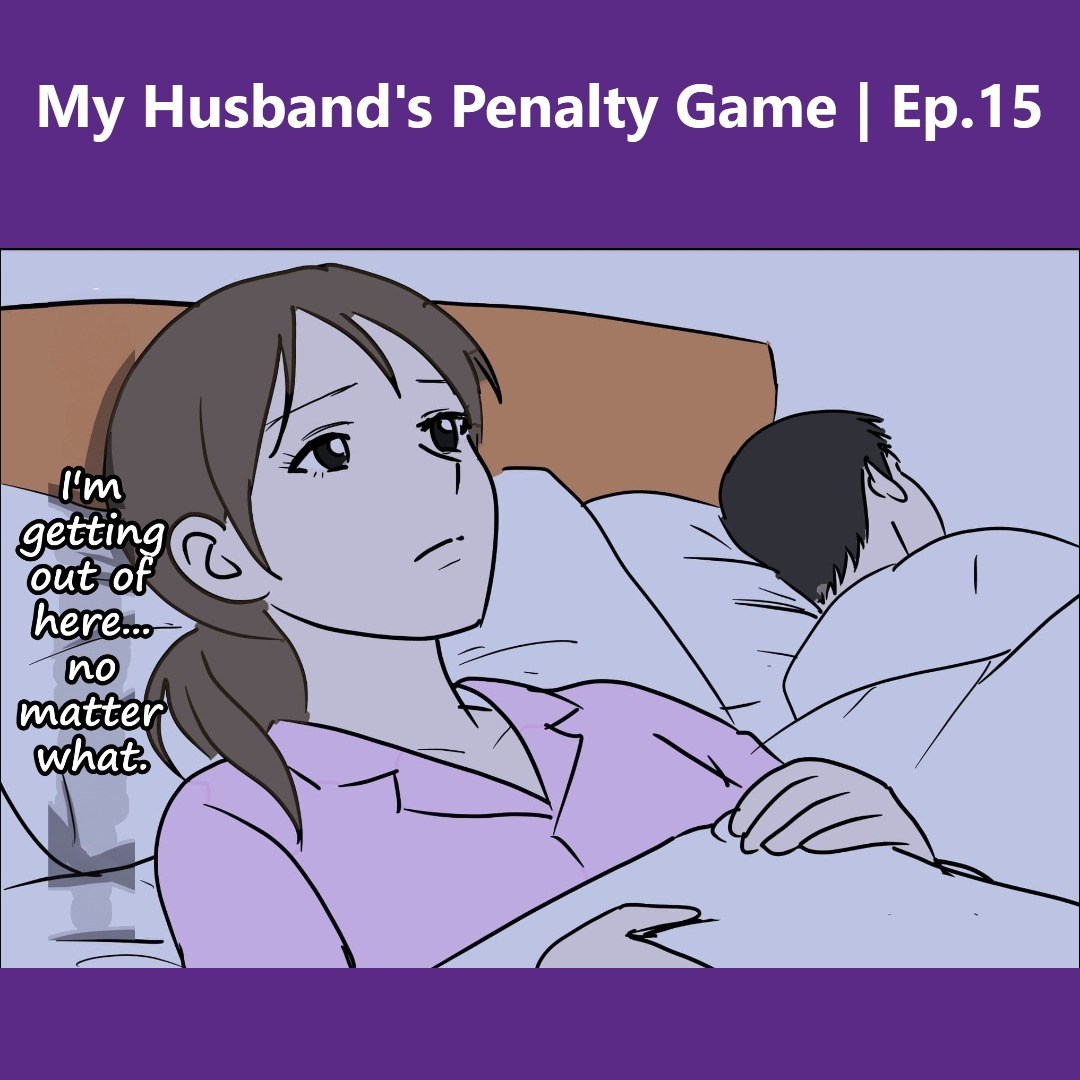 My Husband's Penalty Game | Ep.15
I'm
getting
out of
here...
no
matter
what.